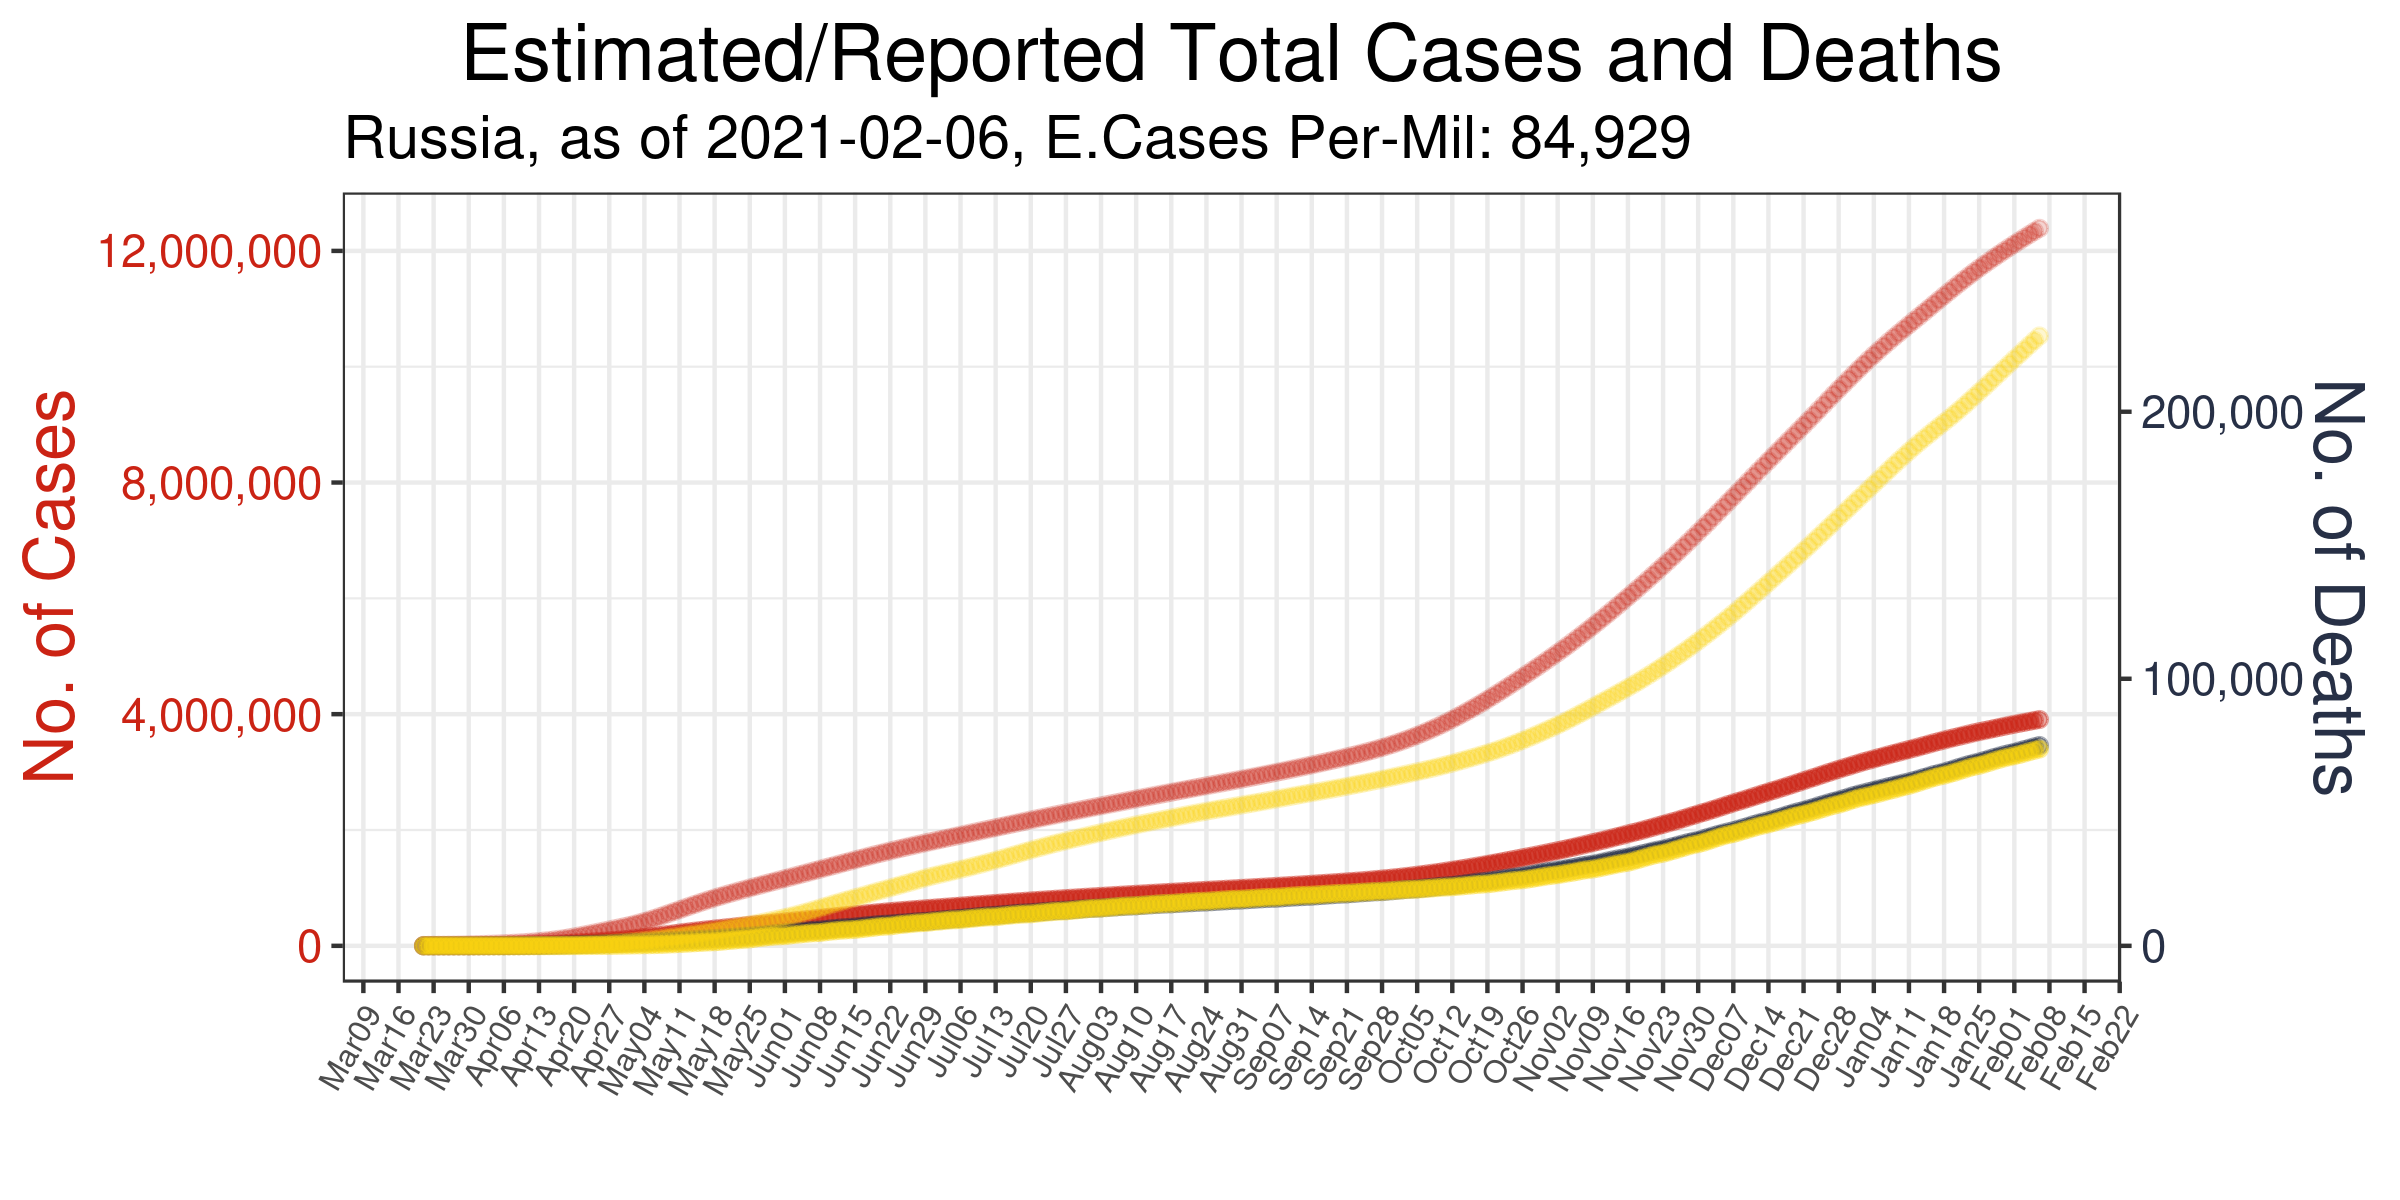 Estimated/Reported Total Cases and Deaths
Russia, as of 2021-02-06, E.Cases Per-Mil: 84,929
No. of Cases
12,000,000
8,000,000
4,000,000
0
200,000
100,000
0
No. of Deaths
Mar09
Mar16
Mar23
Mar30
Apr06
Apr13
Apr20
Apr27
May04
May11
May18
May25
Jun01
Jun08
Jun15
Jun22
Jun29
Jul06
Jul13
Jul20
Jul27
Aug03
Aug10
Aug17
Aug24
Aug31
Sep07
Sep14
Sep21
Sep28
Oct05
Oct12
Oct19
Oct26
Nov02
Nov09
Nov16
Nov23
Nov30
Dec07
Dec14
Dec21
Dec28
Jan04
Jan11
Jan18
Jan25
Feb01
Feb08
Feb15
Feb22